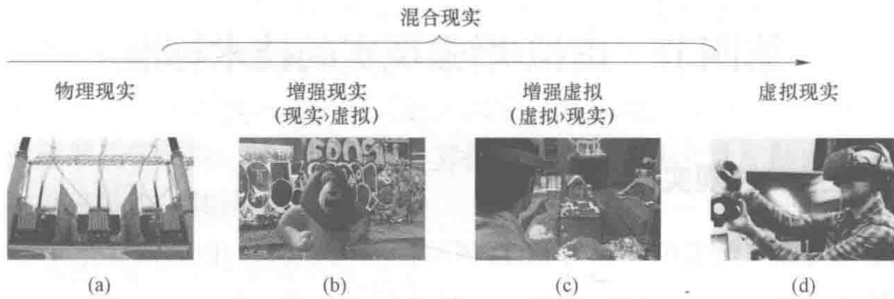 混合现实
物理现实
增强现实
(现实›虚拟)
增强虚拟
(虚拟›现实)
虚拟现实
(a)
(b)
(c)
(d)